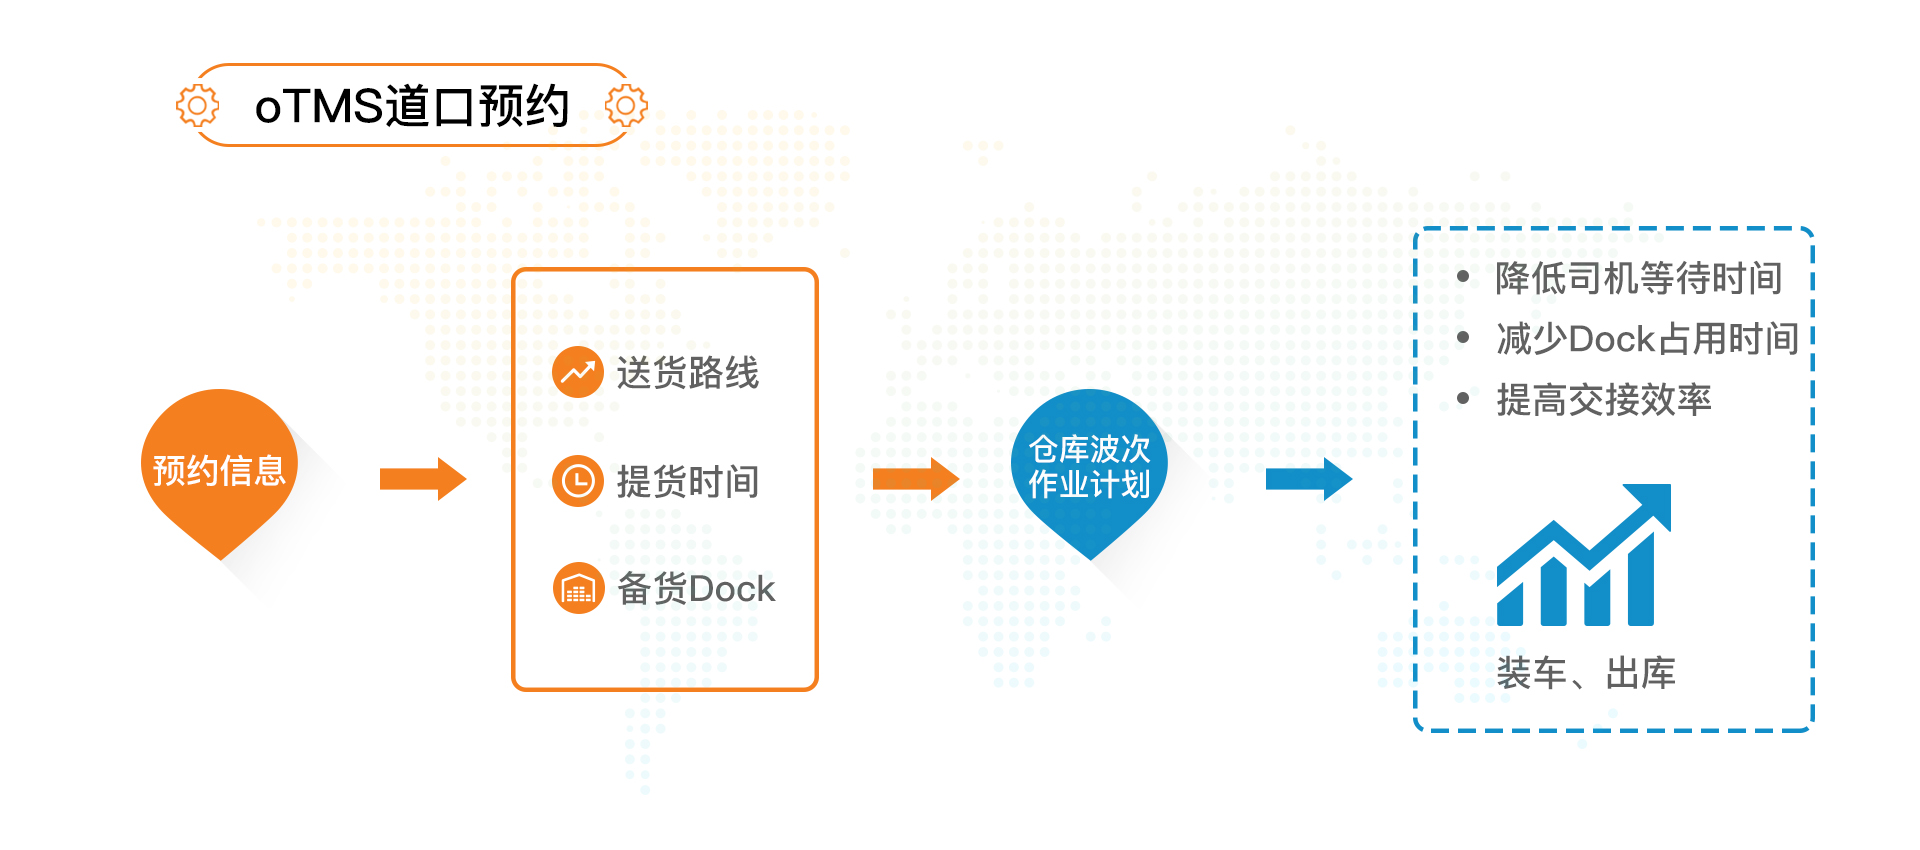 oTMS道口预约
预约信息
送货路线
提货时间
备货Dock
仓库波次
作业计划
• 降低司机等待时间
• 减少Dock占用时间
• 提高交接效率
装车、出库